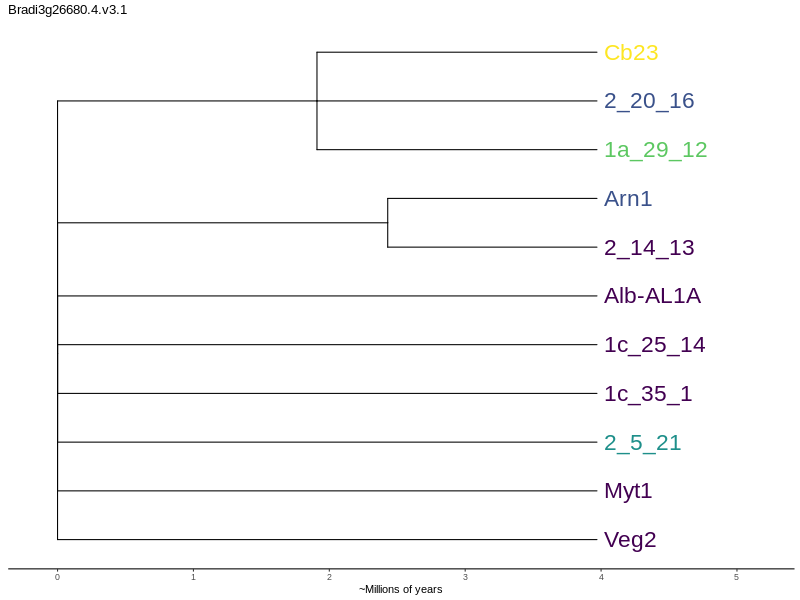 Bradi3g26680.4.v3.1
Cb23
2_20_16
1a_29_12
Arn1
2_14_13
Alb-AL1A
1c_25_14
1c_35_1
2_5_21
Myt1
Veg2
0 1 2 3 4 5
~Millions of years